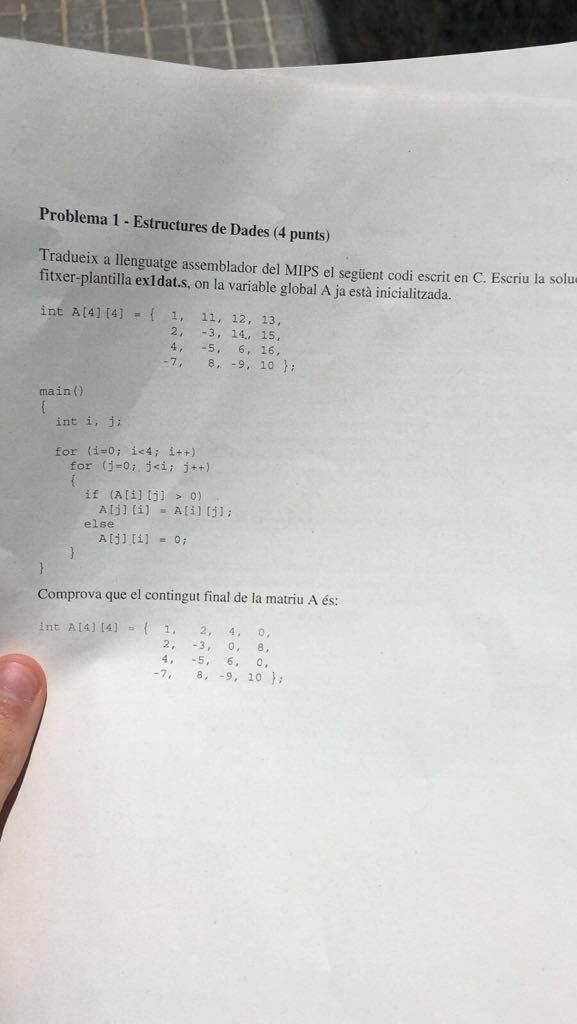 Problema 1 - Estructures de Dades (4 punts)
Tradueix a llenguatge assemblador del MIPS el següent codi escrit en C. Escriu la
fitxer-plantilla ex1dat.s, on la variable global A ja està inicialitzada.
int A[4][4] = { 1, 11, 12, 13,
2, -3, 14, 15,
4, -5, 6, 16,
-7, 8, -9, 10 };
main()
{
int i, j;
for (i=0; i<4; i++)
for (j=0; j<i; j++)
{
if (A[i][j] > 0)
A[j][i] = A[i][j];
else
A[j][i] = 0;
}
}
Comprova que el contingut final de la matriu A és:
int A[4][4] = { 1, 2, 4, 0,
2, -3, 0, 8,
4, -5, 6, 0,
-7, 8, -9, 10 };